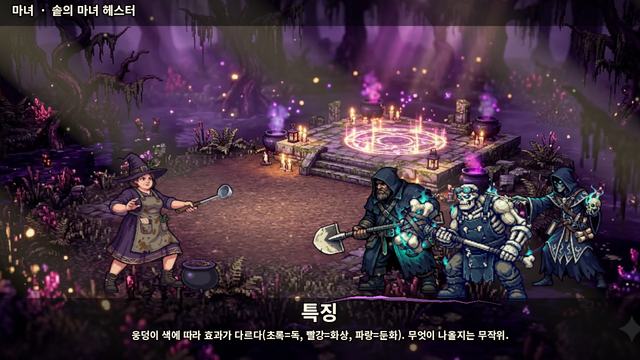 마녀 · 솥의 마녀 헤스터
특징
웅덩이 색에 따라 효과가 다르다(초록=독, 빨강=화상, 파랑=둔화). 무엇이 나올지는 무작위.